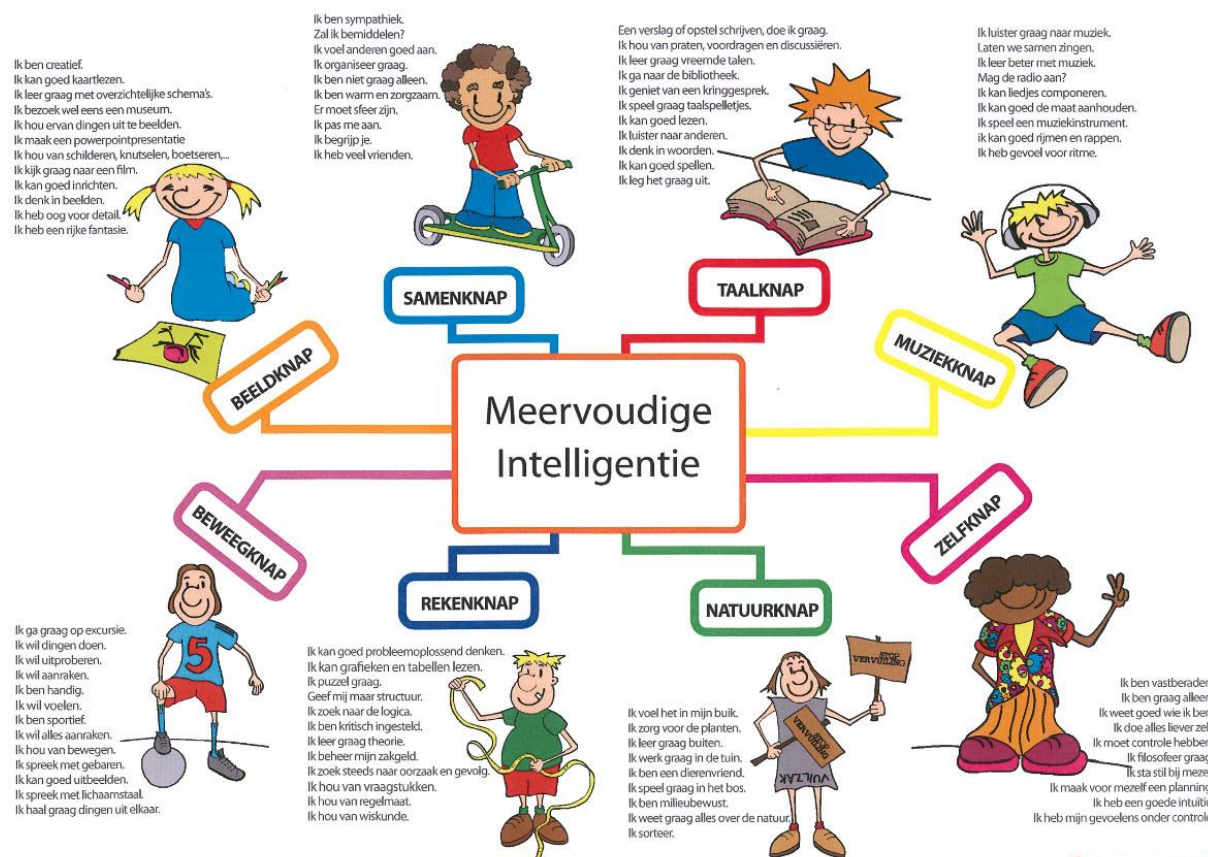 Ik ben creatief.
Ik kan goed kaartlezen.
Ik leer graag met overzichtelijke schema's.
Ik bezoek wel eens een museum.
Ik hou ervan dingen uit te beelden.
Ik maak een powerpointpresentatie
Ik hou van schilderen, knutselen, boetseren,...
Ik kijk graag naar een film.
Ik kan goed inrichten.
Ik denk in beelden.
Ik heb oog voor detail.
Ik heb een rijke fantasie.
Ik ben sympathiek.
Zal ik bemiddelen?
Ik voel anderen goed aan.
Ik organiseer graag.
Ik ben niet graag alleen.
Ik ben warm en zorgzaam.
Er moet sfeer zijn.
Ik pas me aan.
Ik begrijp je.
Ik heb veel vrienden.
Een verslag of opstel schrijven, doe ik graag.
Ik hou van praten, voordragen en discussiëren.
Ik leer graag vreemde talen.
Ik ga naar de bibliotheek.
Ik geniet van een kringgesprek.
Ik speel graag taalspelletjes.
Ik kan goed lezen.
Ik luister naar anderen.
Ik denk in woorden.
Ik kan goed spellen.
Ik leg het graag uit.
Ik luister graag naar muziek.
Laten we samen zingen.
Ik leer beter met muziek.
Mag de radio aan?
Ik kan liedjes componeren.
Ik kan goed de maat aanhouden.
Ik speel een muziekinstrument.
ik kan goed rijmen en rappen.
Ik heb gevoel voor ritme.
SAMENKNAP
TAALKNAP
BEELDKNAP
MUZIEKKNAP
Meervoudige
Intelligentie
BEWEEGKNAP
ZELFKNAP
REKENKNAP
NATUURKNAP
Ik ga graag op excursie.
Ik wil dingen doen.
Ik wil uitproberen.
Ik wil aanraken.
Ik ben handig.
Ik wil voelen.
Ik ben sportief.
Ik wil alles aanraken.
Ik hou van bewegen.
Ik spreek met gebaren.
Ik kan goed uitbeelden.
Ik spreek met lichaamstaal.
Ik haal graag dingen uit elkaar.
5
Ik kan goed probleemoplossend denken.
Ik kan grafieken en tabellen lezen.
Ik puzzel graag.
Geef mij maar structuur.
Ik zoek naar de logica.
Ik ben kritisch ingesteld.
Ik leer graag theorie.
Ik beheer mijn zakgeld.
Ik zoek steeds naar oorzaak en gevolg.
Ik hou van vraagstukken.
Ik hou van regelmaat.
Ik hou van wiskunde.
Ik voel het in mijn buik.
Ik zorg voor de planten.
Ik leer graag buiten.
Ik werk graag in de tuin.
Ik ben een dierenvriend.
Ik speel graag in het bos.
Ik ben milieubewust.
Ik weet graag alles over de natuur.
Ik sorteer.
STOP
VERVUILING
STOP
VERVUILING
VUILZAK
Ik ben vastberaden
Ik ben graag alleen
Ik weet goed wie ik ben
Ik doe alles liever zel
Ik moet controle hebben
Ik filosofeer graag
Ik sta stil bij mezel
Ik maak voor mezelf een planning
Ik heb een goede intuïtie
Ik heb mijn gevoelens onder controle